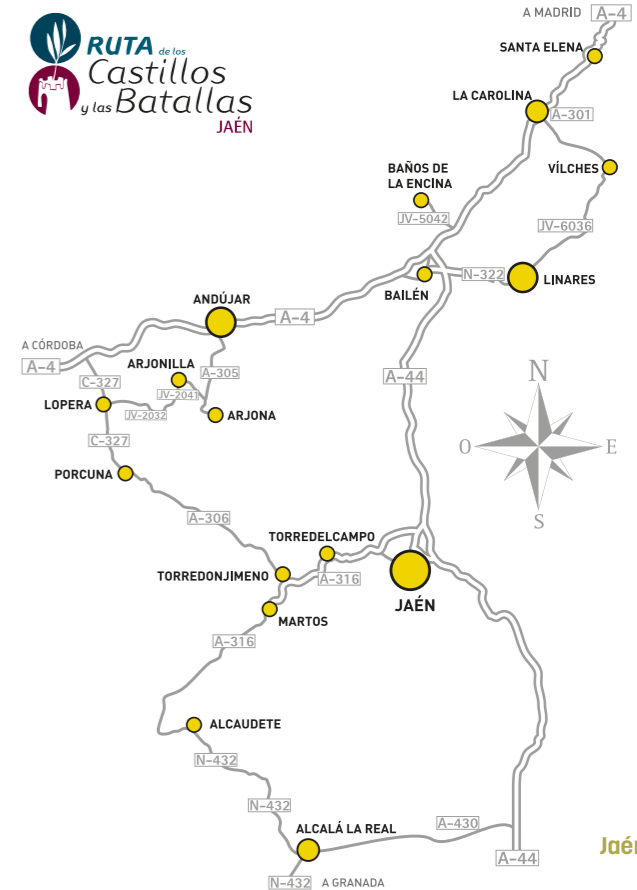 RUTA de los
Castillos
y las Batallas
JAÉN
A MADRID A-4
SANTA ELENA
LA CAROLINA
A-301
VÍLCHES
BAÑOS DE
LA ENCINA
JV-5042
JV-6036
N-322
LINARES
BAILÉN
ANDÚJAR
A-4
A CÓRDOBA
A-4
ARJONILLA
A-305
A-44
C-327
JV-2041
LOPERA
JV-2032
ARJONA
N
O
E
S
C-327
PORCUNA
A-306
TORREDELCAMPO
TORREDONJIMENO
A-316
JAÉN
MARTOS
A-316
ALCAUDETE
N-432
N-432
ALCALÁ LA REAL
A-430
Jaén
A-44
N-432 A GRANADA